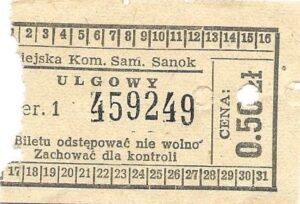 1 2 3 4 5 6 7 8 9 10 11 12 13 14 15 16
iejska Kom. Sam. Sanok
ULGOWY
er. 1 459249
Biletu odstępować nie wolno
Zachować dla kontroli
CENA:
0.50 zł
17 18 19 20 21 22 23 24 25 26 27 28 29 30 31